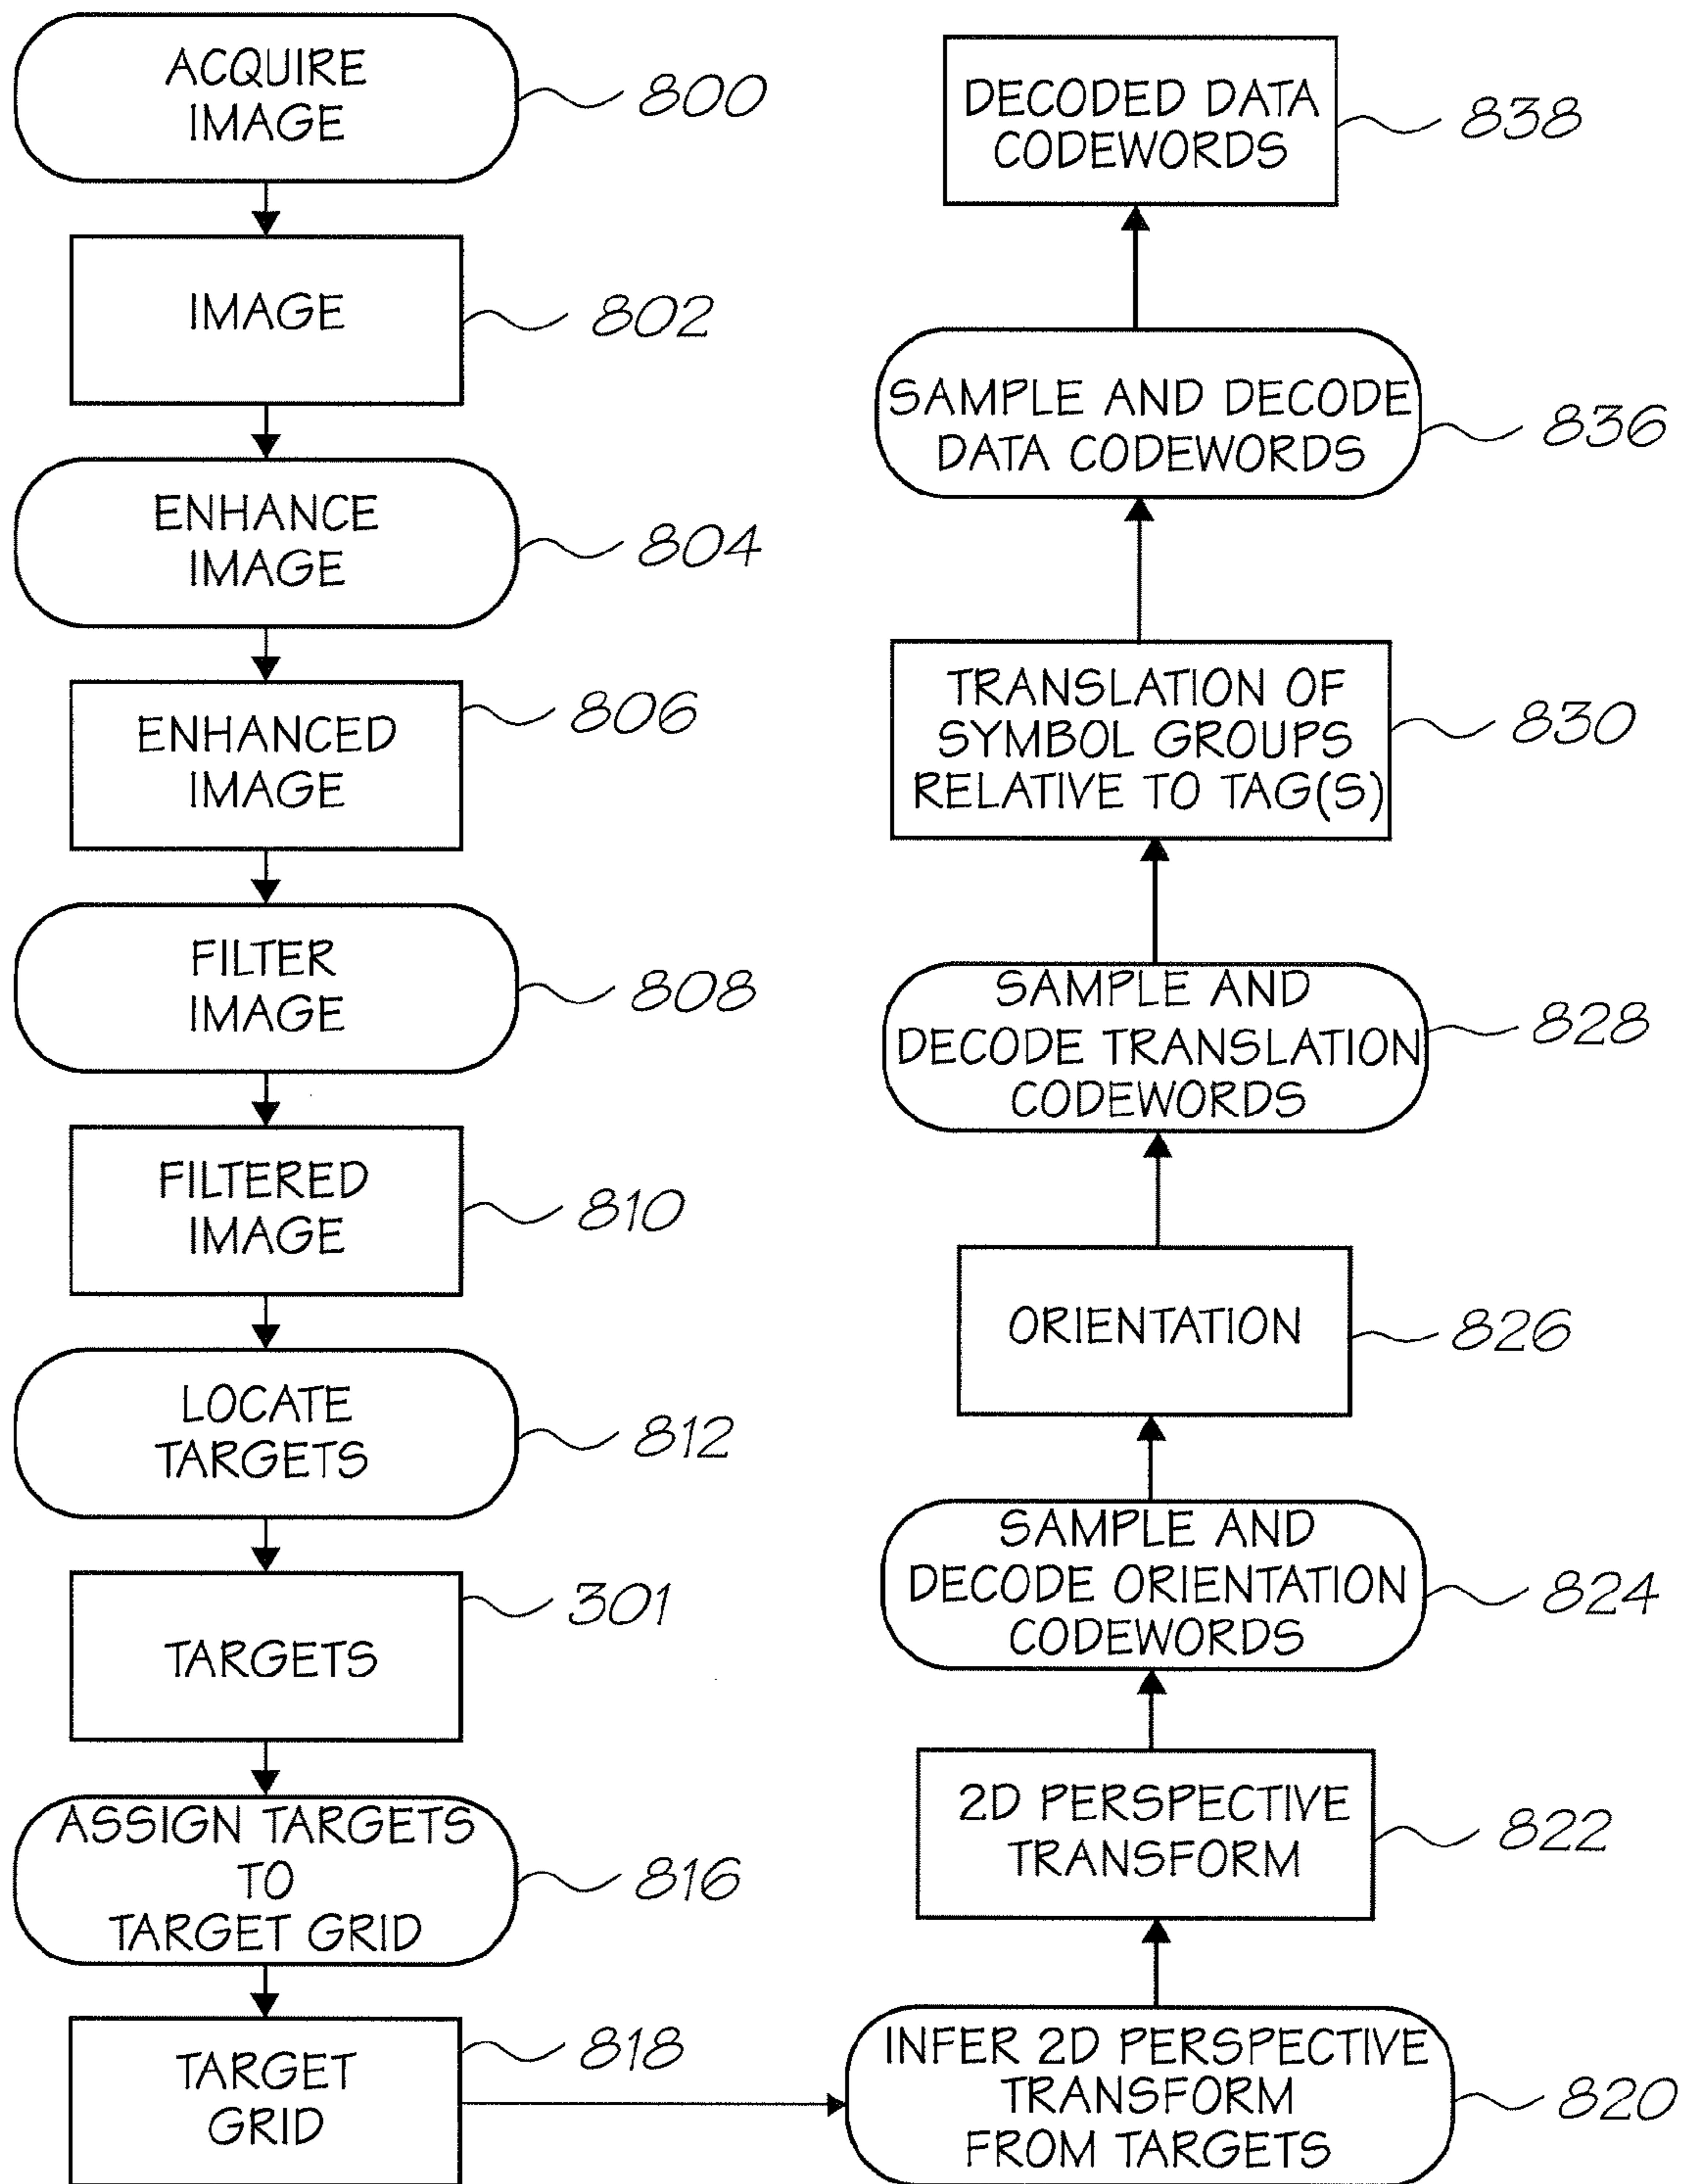 ACQUIRE
IMAGE
800
IMAGE
802
ENHANCE
IMAGE
804
ENHANCED
IMAGE
806
FILTER
IMAGE
808
FILTERED
IMAGE
810
LOCATE
TARGETS
812
TARGETS
301
ASSIGN TARGETS
TO
TARGET GRID
816
TARGET
GRID
818
INFER 2D PERSPECTIVE
TRANSFORM
FROM TARGETS
820
2D PERSPECTIVE
TRANSFORM
822
SAMPLE AND
DECODE ORIENTATION
CODEWORDS
824
ORIENTATION
826
SAMPLE AND
DECODE TRANSLATION
CODEWORDS
828
TRANSLATION OF
SYMBOL GROUPS
RELATIVE TO TAG(S)
830
SAMPLE AND DECODE
DATA CODEWORDS
836
DECODED DATA
CODEWORDS
838